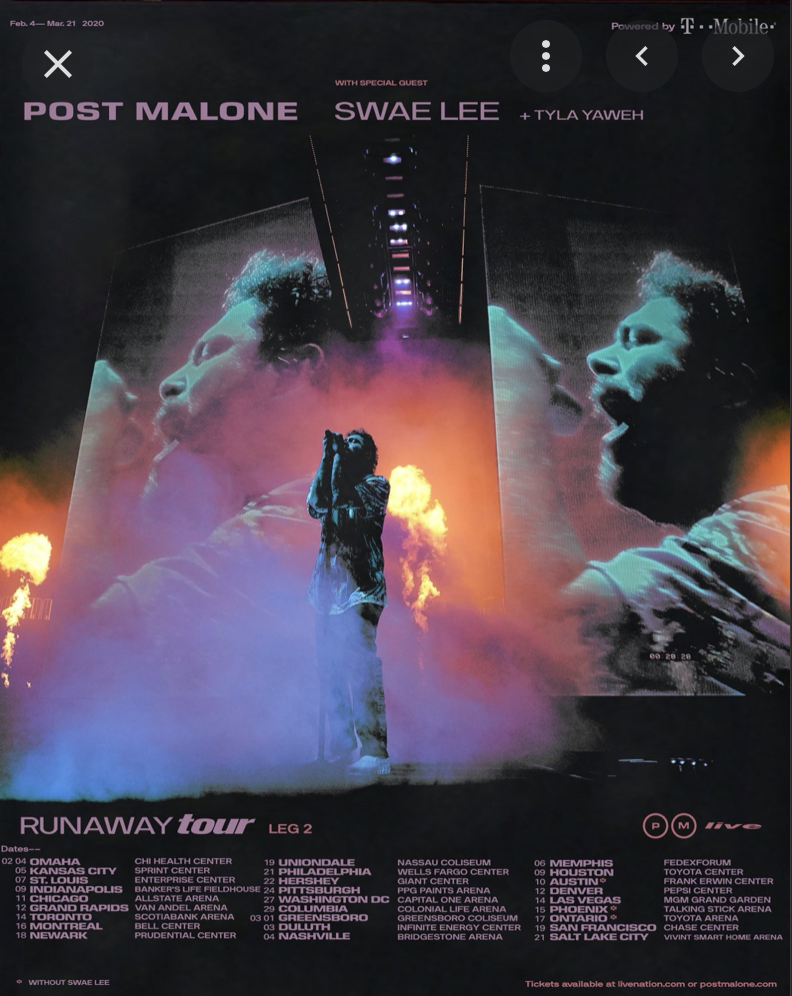 Feb. 4— Mar. 21 2020
Powered by T··Mobile·
WITH SPECIAL GUEST
POST MALONE SWAE LEE + TYLA YAWEH
00 20 20
RUNAWAY tour LEG 2
P M live
Dates——
02 04 OMAHA CHI HEALTH CENTER
05 KANSAS CITY SPRINT CENTER
07 ST. LOUIS ENTERPRISE CENTER
09 INDIANAPOLIS BANKER'S LIFE FIELDHOUSE
11 CHICAGO ALLSTATE ARENA
12 GRAND RAPIDS VAN ANDEL ARENA
14 TORONTO SCOTIABANK ARENA
16 MONTREAL BELL CENTER
18 NEWARK PRUDENTIAL CENTER
19 UNIONDALE NASSAU COLISEUM
21 PHILADELPHIA WELLS FARGO CENTER
22 HERSHEY GIANT CENTER
24 PITTSBURGH PPG PAINTS ARENA
27 WASHINGTON DC CAPITAL ONE ARENA
29 COLUMBIA COLONIAL LIFE ARENA
03 01 GREENSBORO GREENSBORO COLISEUM
03 DULUTH INFINITE ENERGY CENTER
04 NASHVILLE BRIDGESTONE ARENA
06 MEMPHIS FEDEXFORUM
09 HOUSTON TOYOTA CENTER
10 AUSTIN* FRANK ERWIN CENTER
12 DENVER PEPSI CENTER
14 LAS VEGAS MGM GRAND GARDEN
15 PHOENIX* TALKING STICK ARENA
17 ONTARIO* TOYOTA ARENA
19 SAN FRANCISCO CHASE CENTER
21 SALT LAKE CITY VIVINT SMART HOME ARENA
* WITHOUT SWAE LEE
Tickets available at livenation.com or postmalone.com